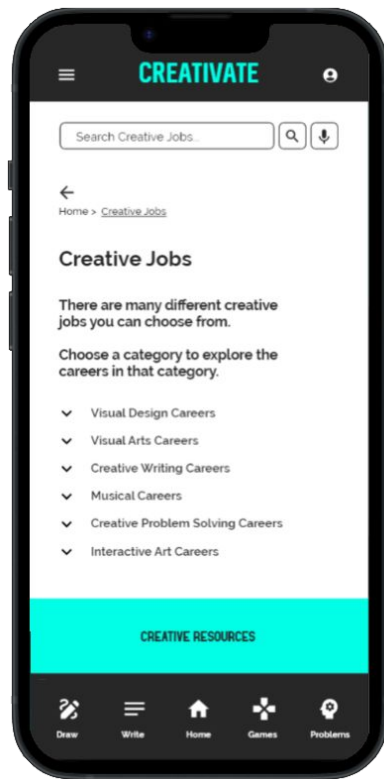 CREATIVATE
Search Creative Jobs..
Home > Creative Jobs
Creative Jobs
There are many different creative
jobs you can choose from.
Choose a category to explore the
careers in that category.
Visual Design Careers
Visual Arts Careers
Creative Writing Careers
Musical Careers
Creative Problem Solving Careers
Interactive Art Careers
CREATIVE RESOURCES
Draw Write Home Games Problems